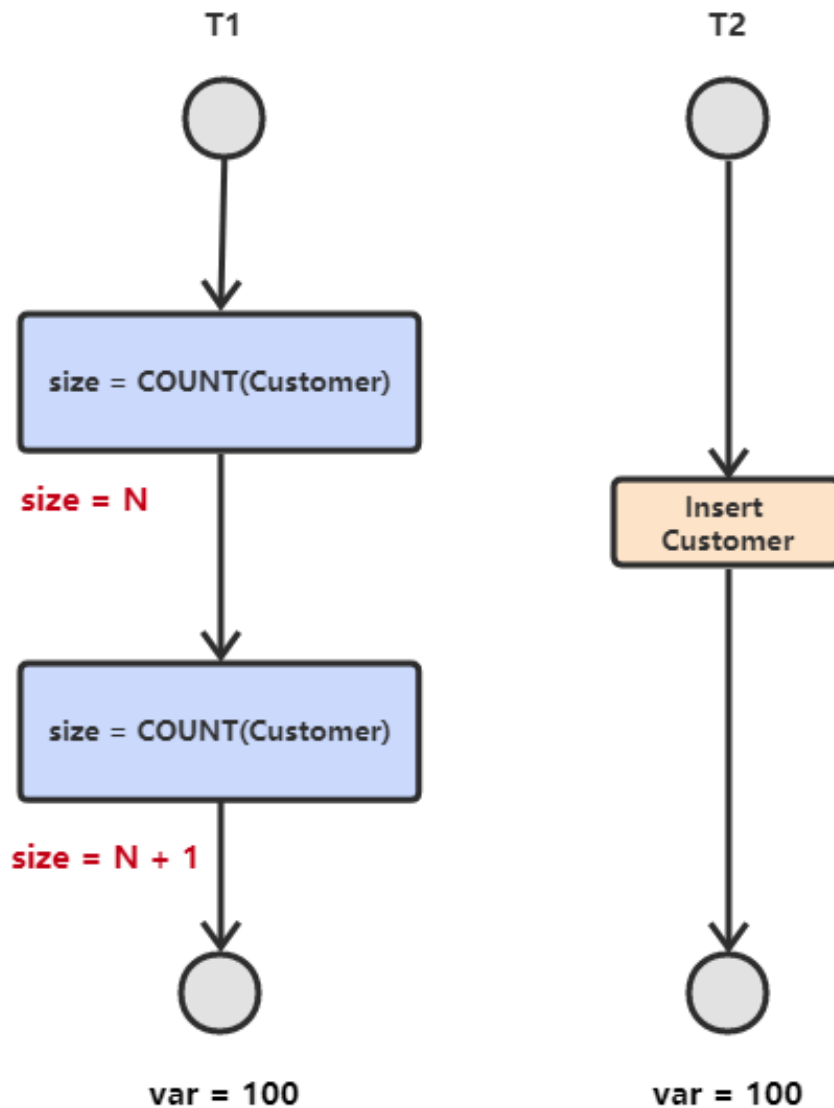 T1
T2
size = COUNT(Customer)
size = N
Insert
Customer
size = COUNT(Customer)
size = N + 1
var = 100
var = 100